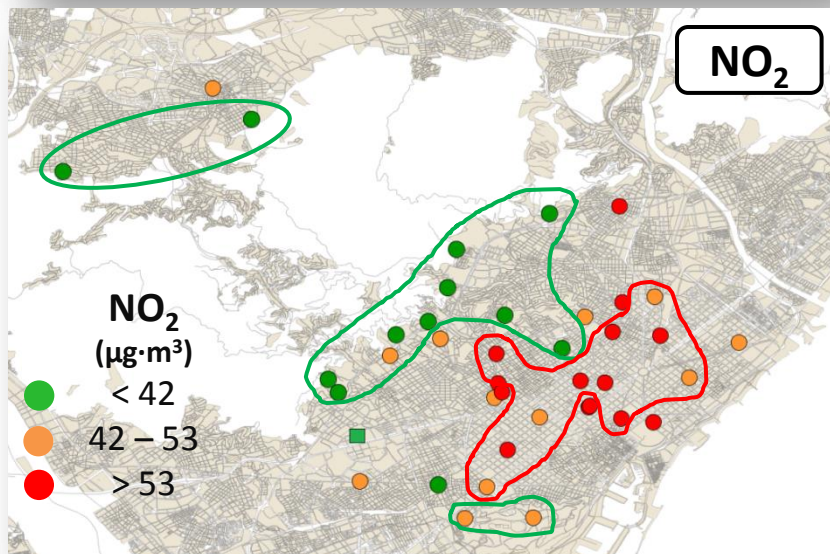 NO₂
NO₂
(µg·m³)
< 42
42 – 53
> 53